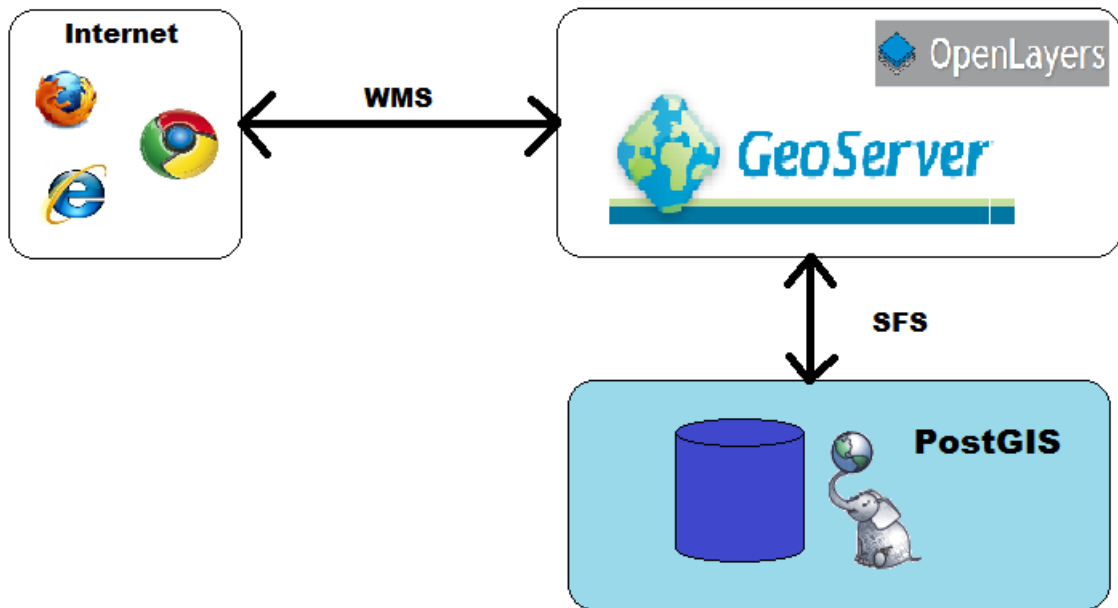 Internet
WMS
OpenLayers
GeoServer
SFS
PostGIS